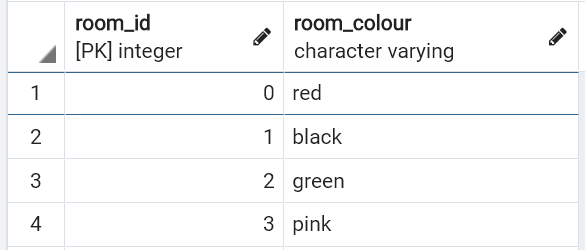 room_id room_colour
[PK] integer character varying
1 0 red
2 1 black
3 2 green
4 3 pink